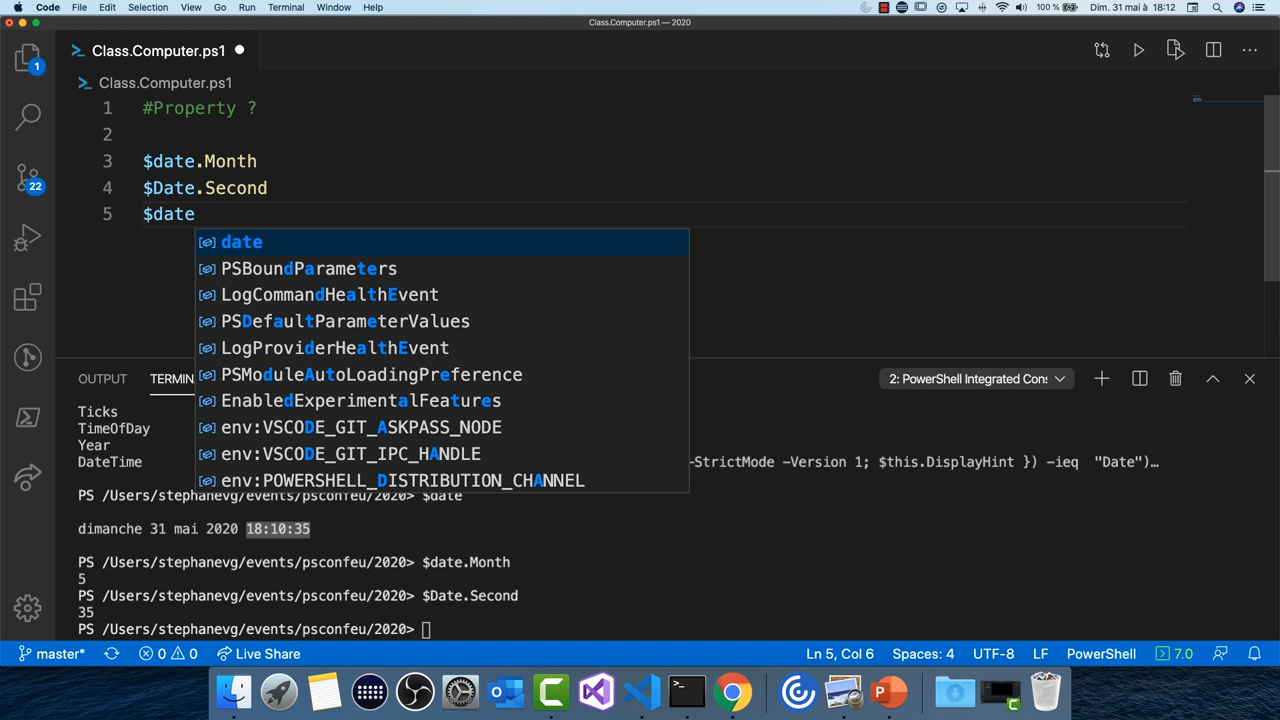 Code File Edit Selection View Go Run Terminal Window Help 100 % Dim. 31 mai à 18:12
Class.Computer.ps1 — 2020
Class.Computer.ps1
Class.Computer.ps1
1 #Property ?
2
3 $date.Month
4 $Date.Second
5 $date
date
PSBoundParameters
LogCommandHealthEvent
PSDefaultParameterValues
LogProviderHealthEvent
PSModuleAutoLoadingPreference
EnabledExperimentalFeatures
env:VSCODE_GIT_ASKPASS_NODE
env:VSCODE_GIT_IPC_HANDLE
env:POWERSHELL_DISTRIBUTION_CHANNEL
1
22
OUTPUT TERMIN 2: PowerShell Integrated Cons
Ticks
TimeOfDay
Year
DateTime -StrictMode -Version 1; $this.DisplayHint }) -ieq "Date")…
PS /Users/stephanevg/events/psconfeu/2020> $date
dimanche 31 mai 2020 18:10:35
PS /Users/stephanevg/events/psconfeu/2020> $date.Month
5
PS /Users/stephanevg/events/psconfeu/2020> $Date.Second
35
PS /Users/stephanevg/events/psconfeu/2020>
master* 0 0 Live Share Ln 5, Col 6 Spaces: 4 UTF-8 LF PowerShell 7.0